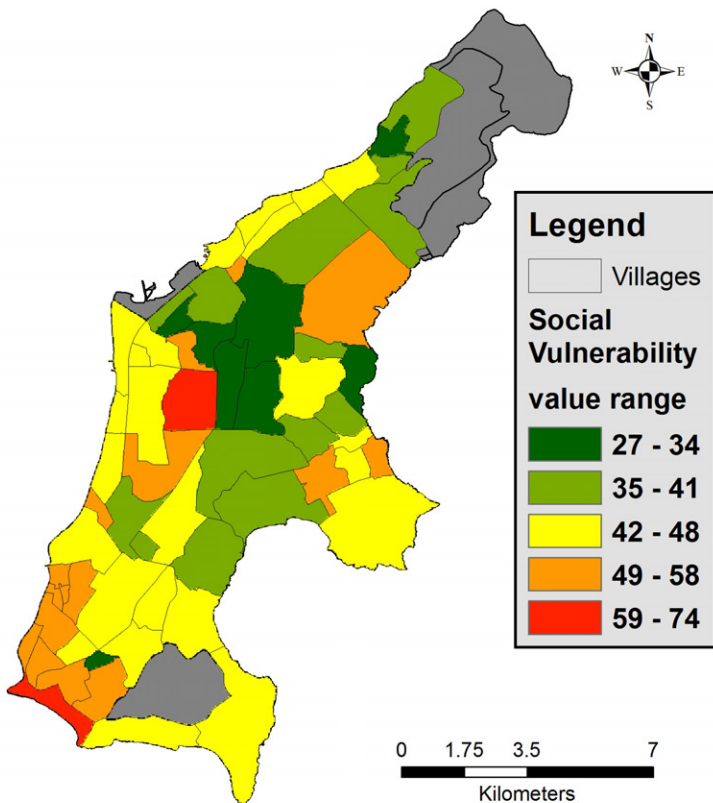 N
W E
S
Legend
Villages
Social
Vulnerability
value range
27 - 34
35 - 41
42 - 48
49 - 58
59 - 74
0 1.75 3.5 7
Kilometers